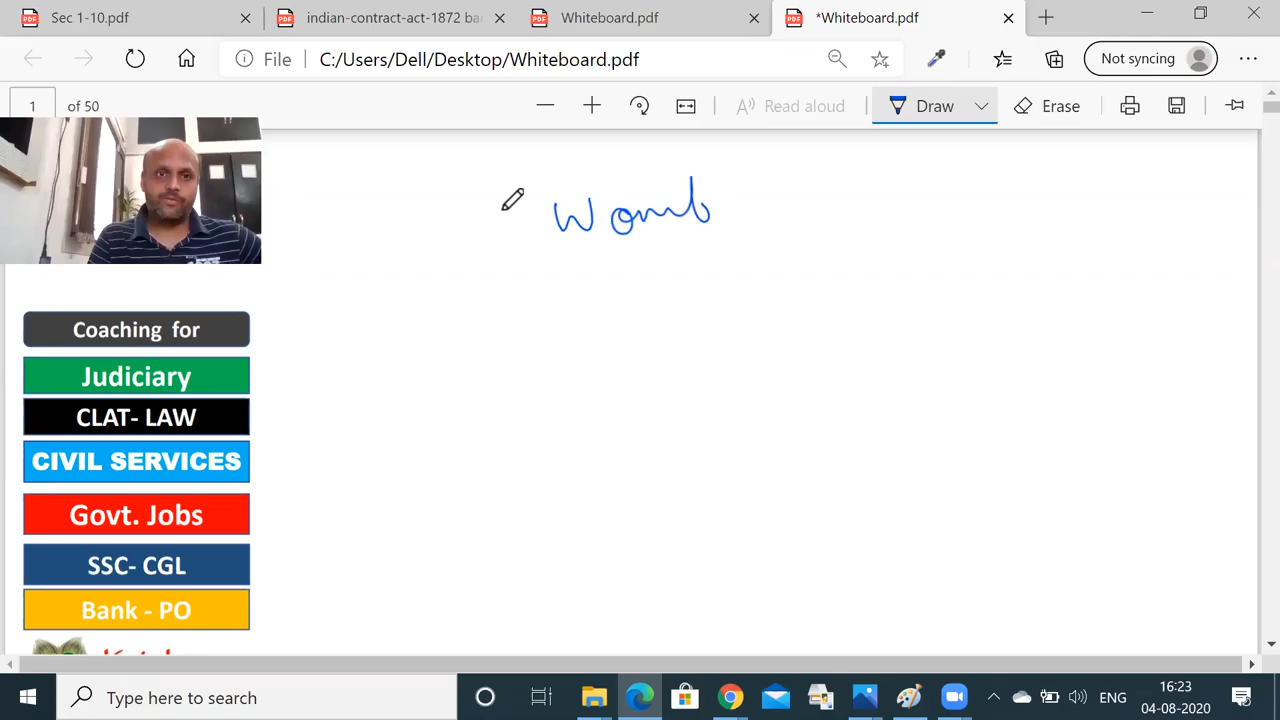 Sec 1-10.pdf
indian-contract-act-1872 ba
Whiteboard.pdf
*Whiteboard.pdf
File C:/Users/Dell/Desktop/Whiteboard.pdf
Not syncing
1 of 50
Read aloud
Draw
Erase
Womb
Coaching for
Judiciary
CLAT- LAW
CIVIL SERVICES
Govt. Jobs
SSC- CGL
Bank - PO
Type here to search
ENG
16:23
04-08-2020